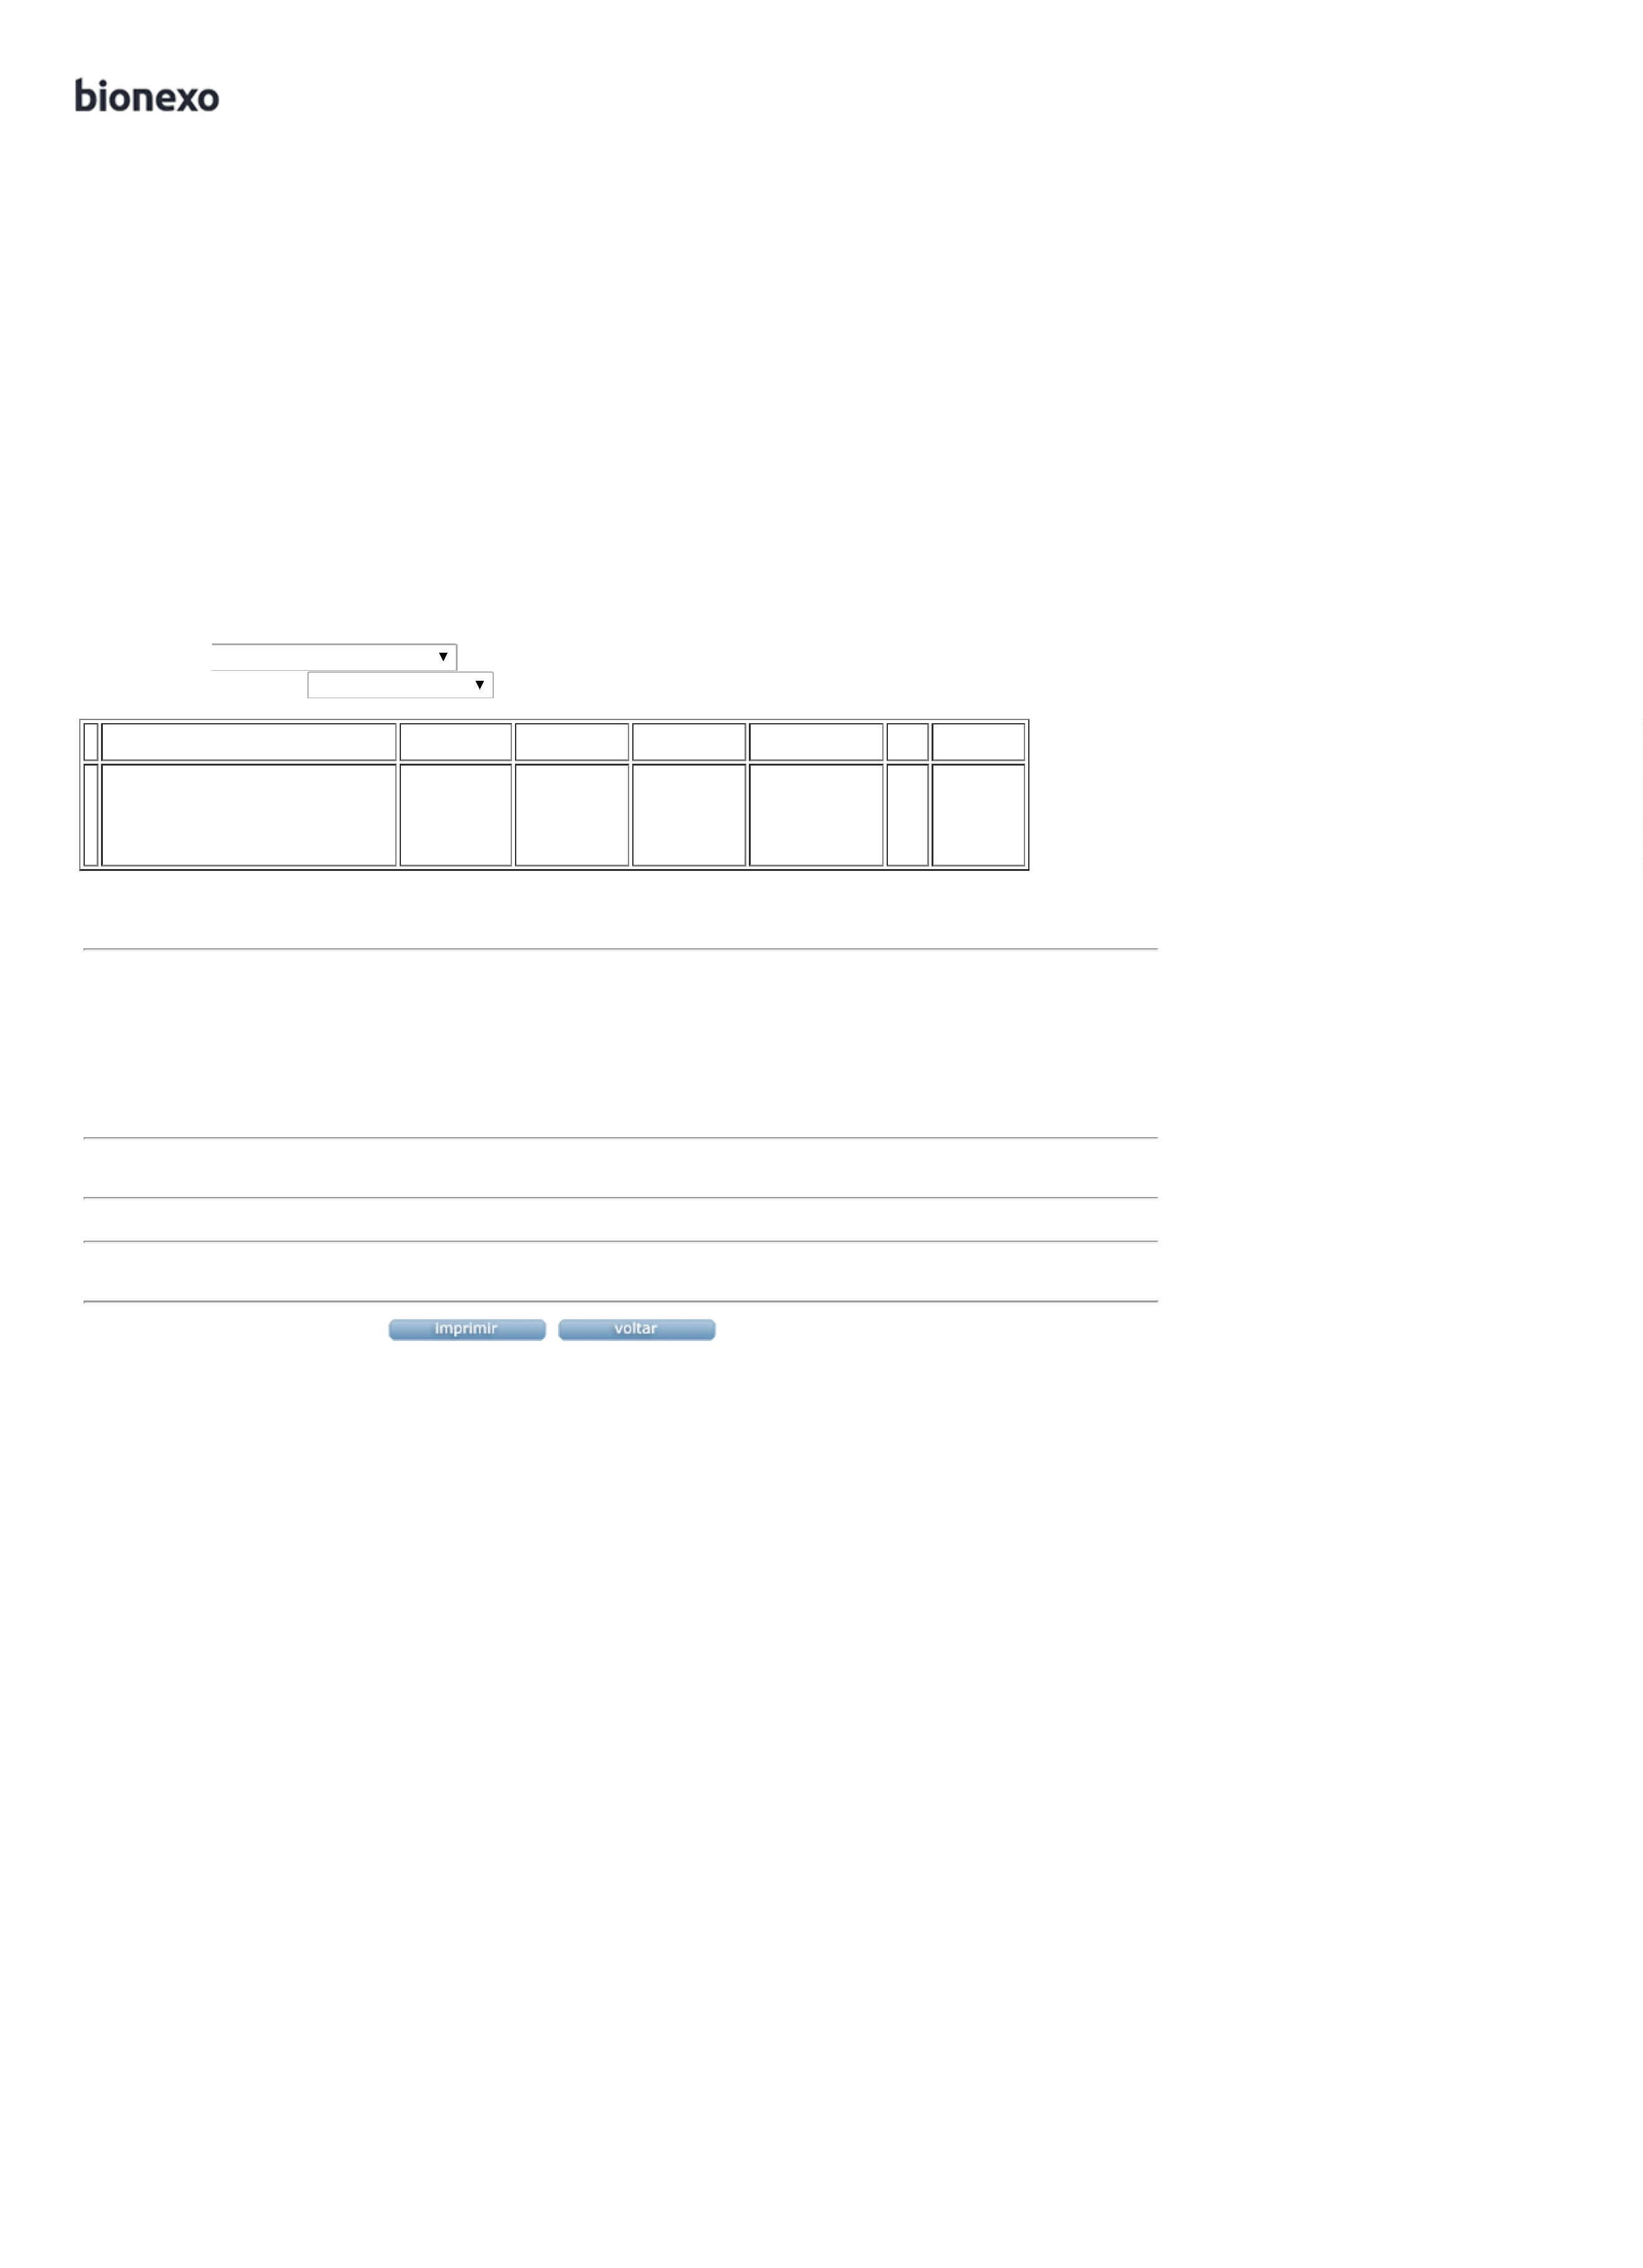 bionexo
▼
▼
imprimir voltar